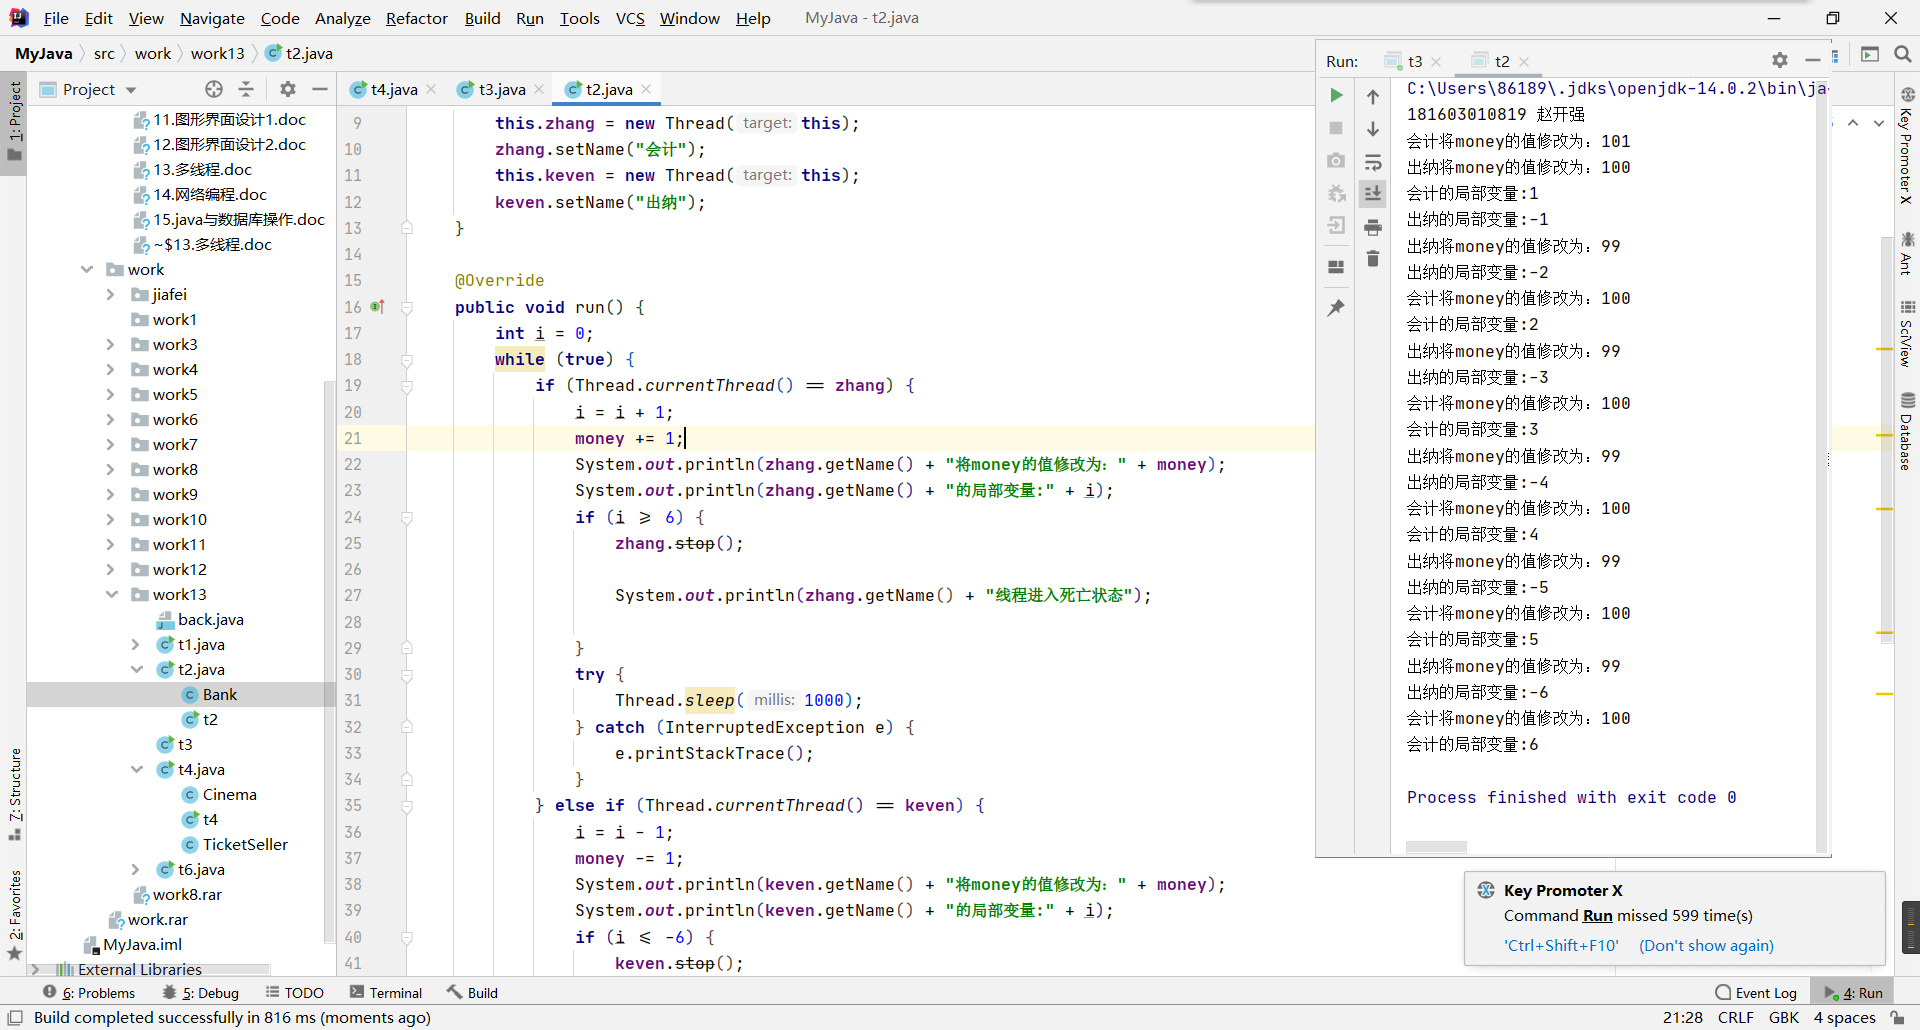 File Edit View Navigate Code Analyze Refactor Build Run Tools VCS Window Help MyJava - t2.java
MyJava src work work13 t2.java
1: Project
7: Structure
2: Favorites
Project
11.图形界面设计1.doc
12.图形界面设计2.doc
13.多线程.doc
14.网络编程.doc
15.java与数据库操作.doc
~$13.多线程.doc
work
jiafei
work1
work3
work4
work5
work6
work7
work8
work9
work10
work11
work12
work13
back.java
t1.java
t2.java
Bank
t2
t3
t4.java
Cinema
t4
TicketSeller
t6.java
work8.rar
work.rar
MyJava.iml
External Libraries
t4.java t3.java t2.java
9 this.zhang = new Thread( target: this);
10 zhang.setName("会计");
11 this.keven = new Thread( target: this);
12 keven.setName("出纳");
13 }
14
15 @Override
16 public void run() {
17 int i = 0;
18 while (true) {
19 if (Thread.currentThread() == zhang) {
20 i = i + 1;
21 money += 1;
22 System.out.println(zhang.getName() + "将money的值修改为: " + money);
23 System.out.println(zhang.getName() + "的局部变量:" + i);
24 if (i >= 6) {
25 zhang.stop();
26
27 System.out.println(zhang.getName() + "线程进入死亡状态");
28
29 }
30 try {
31 Thread.sleep( millis: 1000);
32 } catch (InterruptedException e) {
33 e.printStackTrace();
34 }
35 } else if (Thread.currentThread() == keven) {
36 i = i - 1;
37 money -= 1;
38 System.out.println(keven.getName() + "将money的值修改为: " + money);
39 System.out.println(keven.getName() + "的局部变量:" + i);
40 if (i <= -6) {
41 keven.stop();
Run: t3 t2
C:\Users\86189\.jdks\openjdk-14.0.2\bin\ja
181603010819 赵开强
会计将money的值修改为: 101
出纳将money的值修改为: 100
会计的局部变量:1
出纳的局部变量:-1
出纳将money的值修改为: 99
出纳的局部变量:-2
会计将money的值修改为: 100
会计的局部变量:2
出纳将money的值修改为: 99
出纳的局部变量:-3
会计将money的值修改为: 100
会计的局部变量:3
出纳将money的值修改为: 99
出纳的局部变量:-4
会计将money的值修改为: 100
会计的局部变量:4
出纳将money的值修改为: 99
出纳的局部变量:-5
会计将money的值修改为: 100
会计的局部变量:5
出纳将money的值修改为: 99
出纳的局部变量:-6
会计将money的值修改为: 100
会计的局部变量:6
Process finished with exit code 0
Key Promoter X
Ant
SciView
Database
Key Promoter X
Command Run missed 599 time(s)
'Ctrl+Shift+F10' (Don't show again)
6: Problems 5: Debug TODO Terminal Build Event Log 4: Run
Build completed successfully in 816 ms (moments ago) 21:28 CRLF GBK 4 spaces